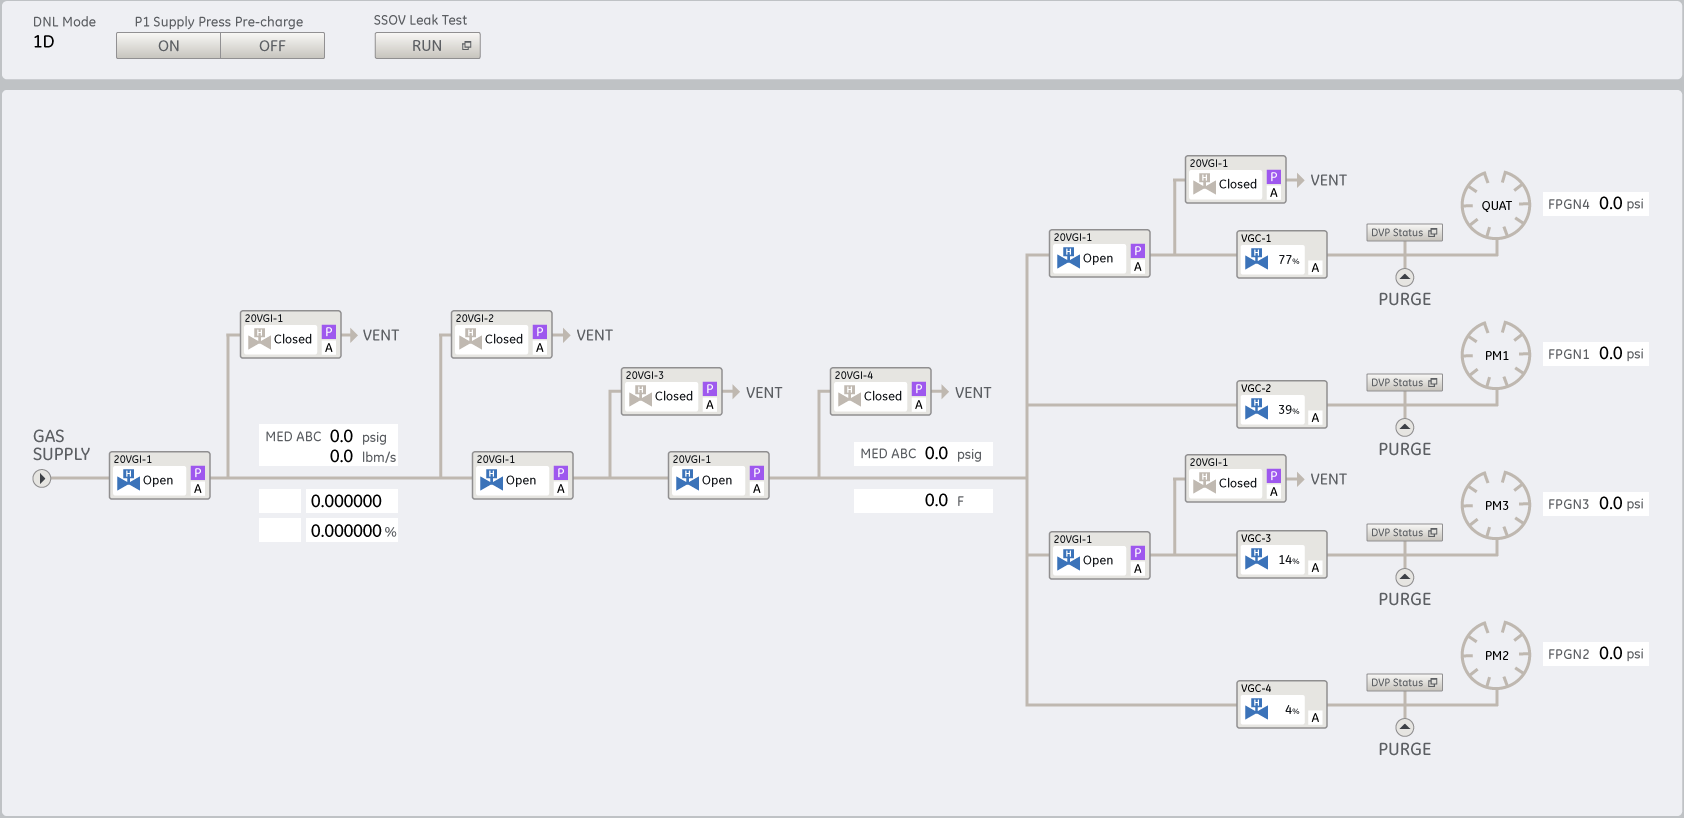 DNL Mode
1D
P1 Supply Press Pre-charge
ON OFF
SSOV Leak Test
RUN
20VGI-1
H Closed P A
VENT
QUAT
FPGN4 0.0 psi
20VGI-1
H Open P A
VGC-1
H 77% A
DVP Status
PURGE
20VGI-1
H Closed P A
VENT
20VGI-2
H Closed P A
VENT
20VGI-3
H Closed P A
VENT
20VGI-4
H Closed P A
VENT
VGC-2
H 39% A
DVP Status
PURGE
PM1
FPGN1 0.0 psi
GAS
SUPPLY
20VGI-1
H Open P A
MED ABC 0.0 psig
0.0 lbm/s
0.000000
0.000000 %
20VGI-1
H Open P A
20VGI-1
H Open P A
MED ABC 0.0 psig
0.0 F
20VGI-1
H Closed P A
VENT
20VGI-1
H Open P A
VGC-3
H 14% A
DVP Status
PURGE
PM3
FPGN3 0.0 psi
VGC-4
H 4% A
DVP Status
PURGE
PM2
FPGN2 0.0 psi